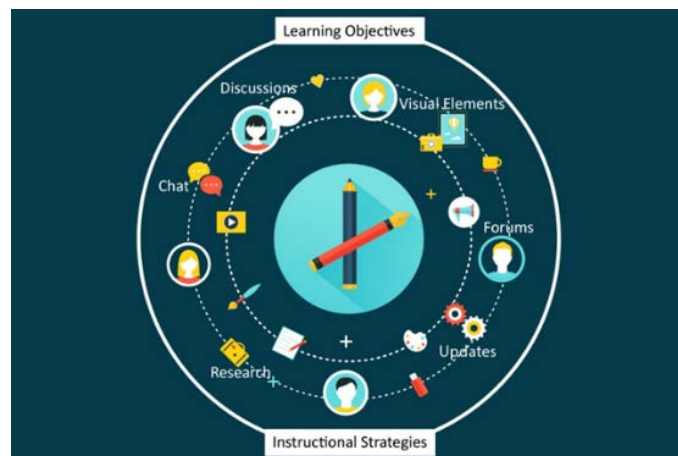 Learning Objectives
Discussions
Visual Elements
Chat
Forums
Updates
Research
Instructional Strategies